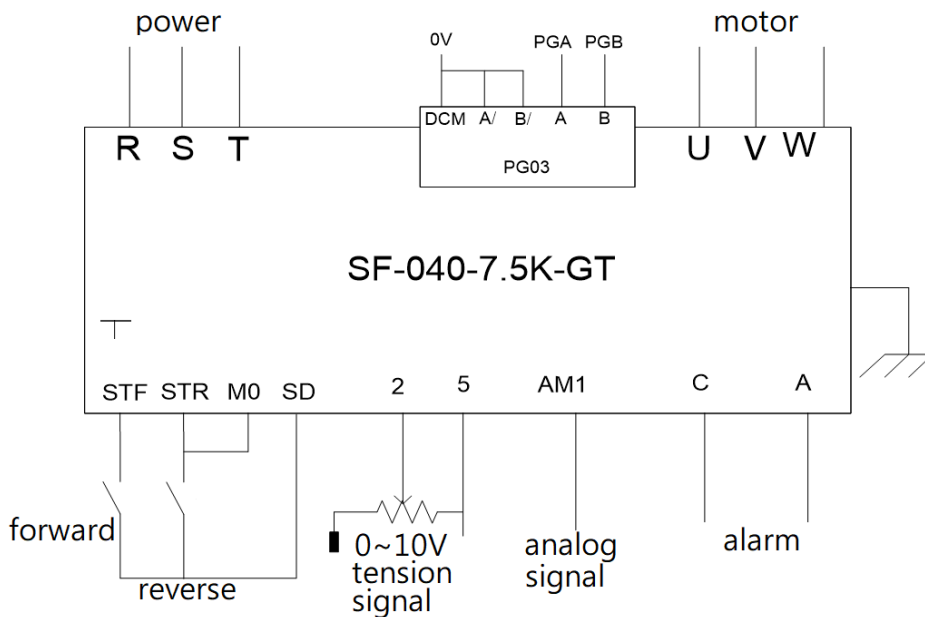 power
0V
PGA
PGB
motor
DCM
A/
B/
A
B
R
S
T
PG03
U
V
W
SF-040-7.5K-GT
STF
STR
M0
SD
2
5
AM1
C
A
forward
reverse
0~10V
tension
signal
analog
signal
alarm